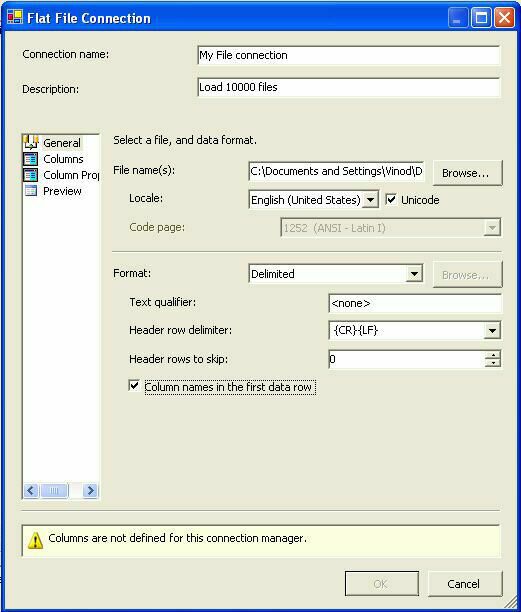 Flat File Connection
Connection name: My File connection
Description: Load 10000 files
General
Columns
Column Prop
Preview
Select a file, and data format.
File name(s): C:\Documents and Settings\Vinod\D Browse...
Locale: English (United States) Unicode
Code page: 1252 (ANSI - Latin I)
Format: Delimited Browse...
Text qualifier: <none>
Header row delimiter: {CR}{LF}
Header rows to skip: 0
Column names in the first data row
Columns are not defined for this connection manager.
OK Cancel